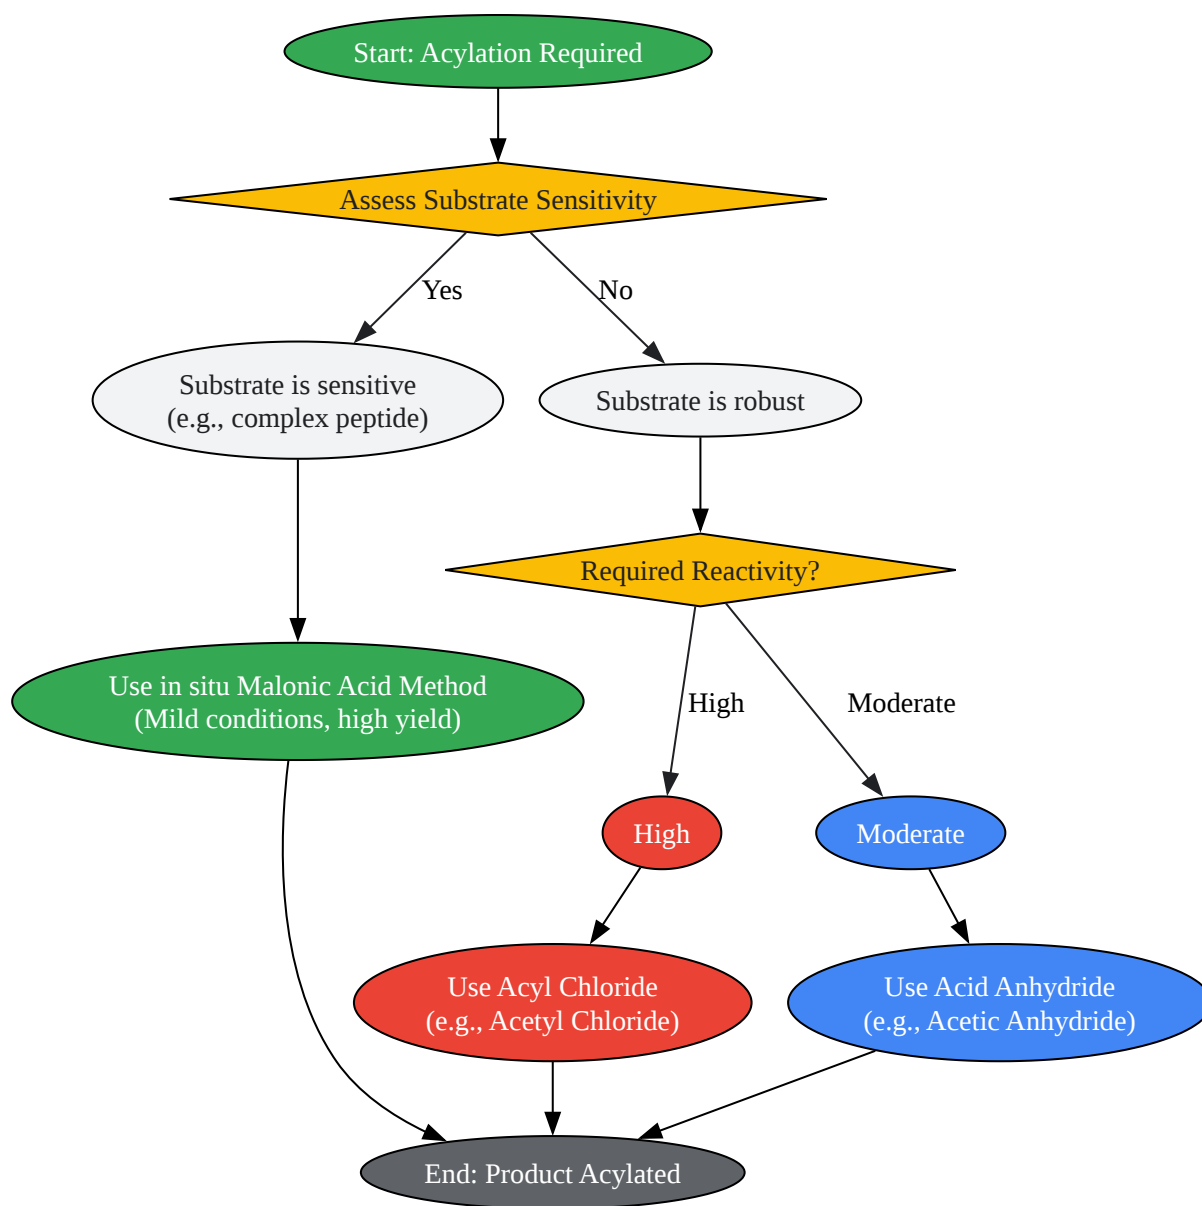 Start: Acylation Required
Assess Substrate Sensitivity
Yes
No
Substrate is sensitive
(e.g., complex peptide)
Substrate is robust
Required Reactivity?
Use in situ Malonic Acid Method
(Mild conditions, high yield)
High
Moderate
High
Moderate
Use Acyl Chloride
(e.g., Acetyl Chloride)
Use Acid Anhydride
(e.g., Acetic Anhydride)
End: Product Acylated